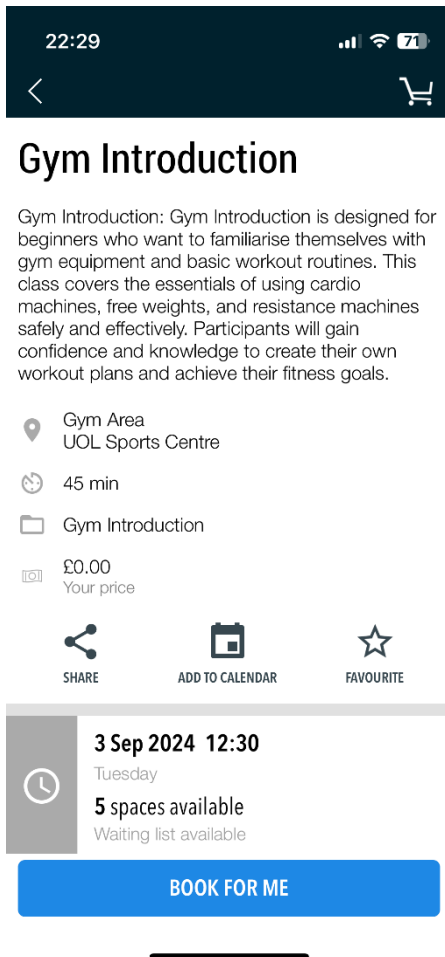 22:29
71
Gym Introduction
Gym Introduction: Gym Introduction is designed for
beginners who want to familiarise themselves with
gym equipment and basic workout routines. This
class covers the essentials of using cardio
machines, free weights, and resistance machines
safely and effectively. Participants will gain
confidence and knowledge to create their own
workout plans and achieve their fitness goals.
Gym Area
UOL Sports Centre
45 min
Gym Introduction
£0.00
Your price
SHARE
ADD TO CALENDAR
FAVOURITE
3 Sep 2024 12:30
Tuesday
5 spaces available
Waiting list available
BOOK FOR ME